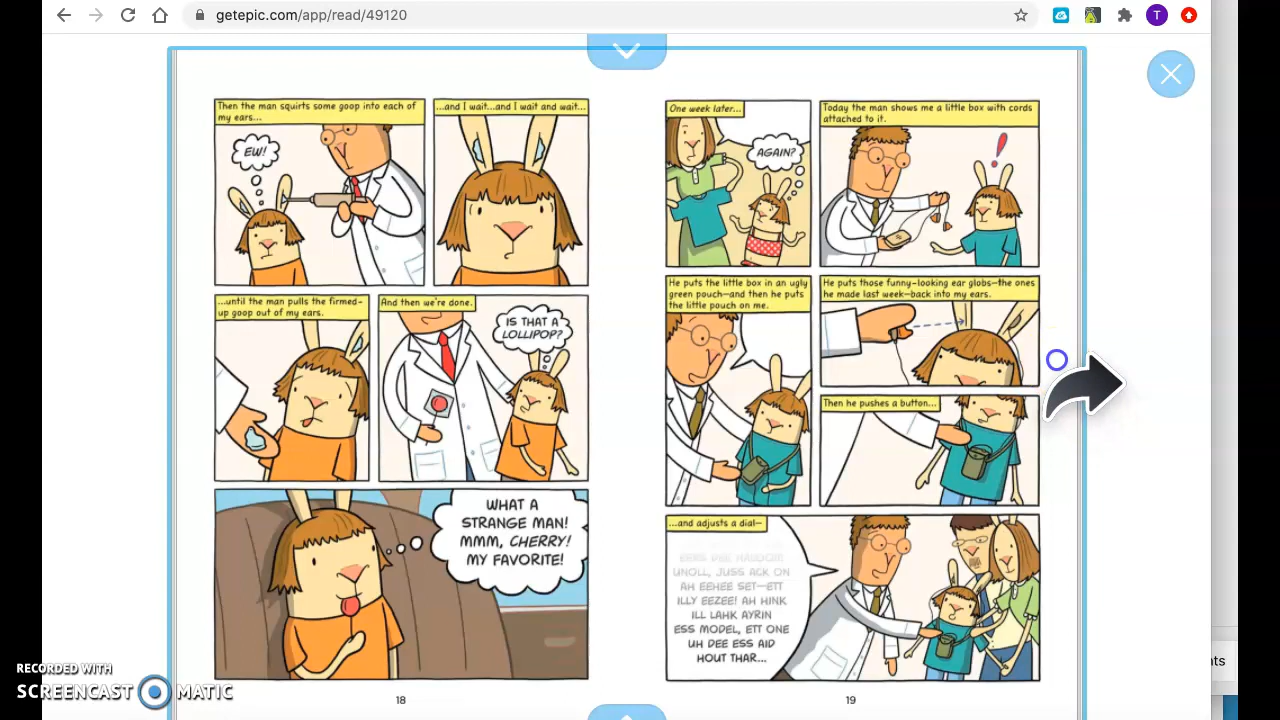 getepic.com/app/read/49120
T
Then the man squirts some goop into each of
my ears...
EW!
...and I wait...and I wait and wait...
...until the man pulls the firmed-
up goop out of my ears.
And then we're done.
IS THAT A
LOLLIPOP?
WHAT A
STRANGE MAN!
MMM, CHERRY!
MY FAVORITE!
18
One week later...
AGAIN?
Today the man shows me a little box with cords
attached to it.
!
He puts the little box in an ugly
green pouch—and then he puts
the little pouch on me.
He puts those funny-looking ear globs—the ones
he made last week—back into my ears.
Then he pushes a button...
...and adjusts a dial—
UNOLL, JUSS ACK ON
AH EEHEE SET—ETT
ILLY EEZEE! AH HINK
ILL LAHK AYRIN
ESS MODEL, ETT ONE
UH DEE ESS AID
HOUT THAR...
19
nts
RECORDED WITH
SCREENCAST MATIC